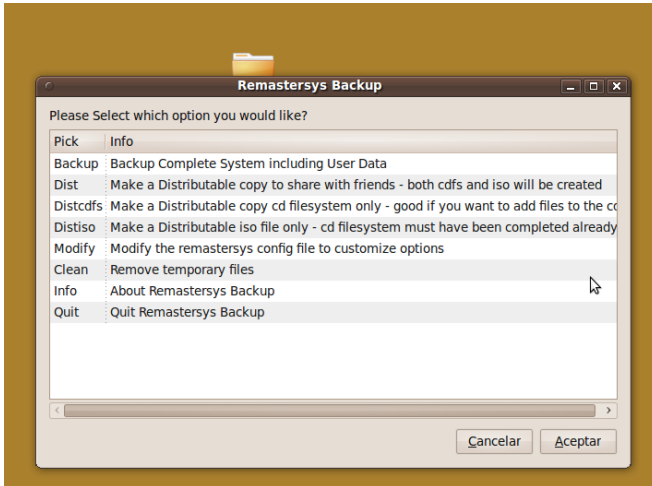 Remastersys Backup
Please Select which option you would like?
Pick Info
Backup Backup Complete System including User Data
Dist Make a Distributable copy to share with friends - both cdfs and iso will be created
Distcdfs Make a Distributable copy cd filesystem only - good if you want to add files to the
Distiso Make a Distributable iso file only - cd filesystem must have been completed already
Modify Modify the remastersys config file to customize options
Clean Remove temporary files
Info About Remastersys Backup
Quit Quit Remastersys Backup
Cancelar Aceptar